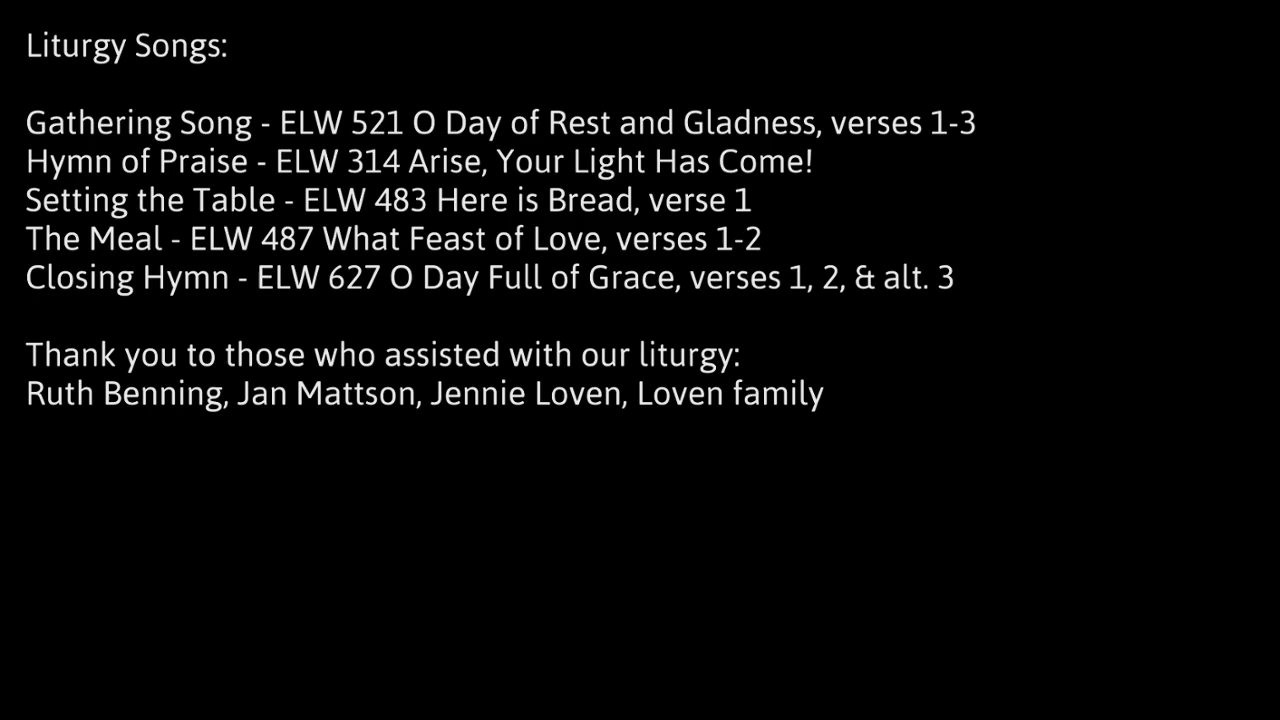 Liturgy Songs:
Gathering Song - ELW 521 O Day of Rest and Gladness, verses 1-3
Hymn of Praise - ELW 314 Arise, Your Light Has Come!
Setting the Table - ELW 483 Here is Bread, verse 1
The Meal - ELW 487 What Feast of Love, verses 1-2
Closing Hymn - ELW 627 O Day Full of Grace, verses 1, 2, & alt. 3
Thank you to those who assisted with our liturgy:
Ruth Benning, Jan Mattson, Jennie Loven, Loven family